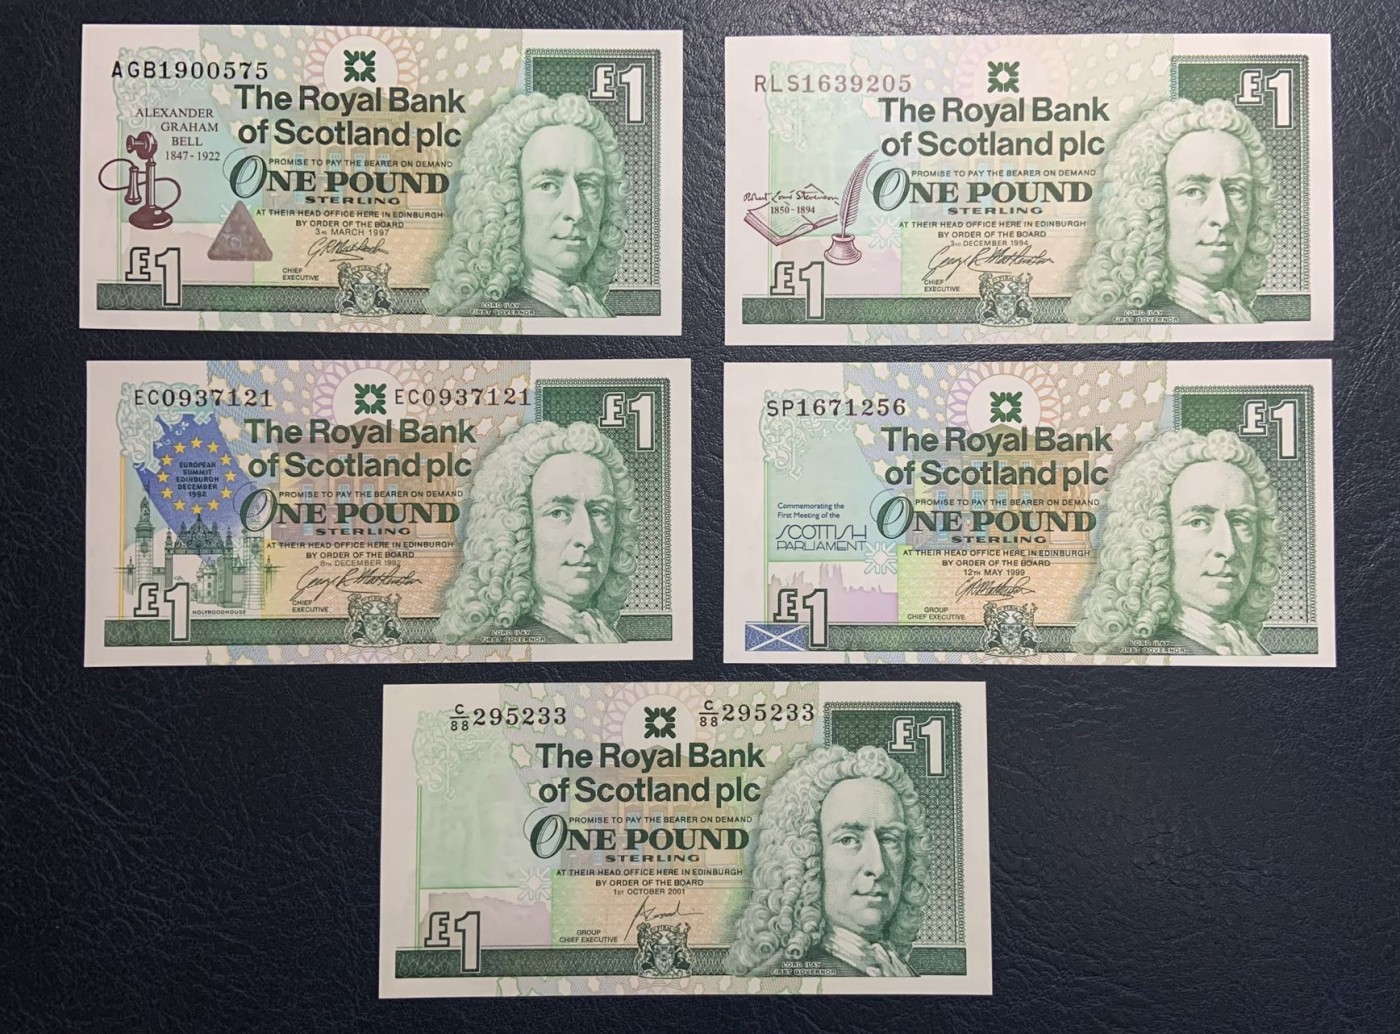 AGB1900575
£1
The Royal Bank
of Scotland plc
ALEXANDER
GRAHAM
BELL
1847 - 1922
PROMISE TO PAY THE BEARER ON DEMAND
ONE POUND
STERLING
AT THEIR HEAD OFFICE HERE IN EDINBURGH
BY ORDER OF THE BOARD
3RD MARCH 1997
CHIEF
EXECUTIVE
£1
LORD ILAY
FIRST GOVERNOR
RLS1639205
£1
The Royal Bank
of Scotland plc
PROMISE TO PAY THE BEARER ON DEMAND
ONE POUND
STERLING
Robert Louis Stevenson
1850 - 1894
AT THEIR HEAD OFFICE HERE IN EDINBURGH
BY ORDER OF THE BOARD
3RD DECEMBER 1994
CHIEF
EXECUTIVE
£1
LORD ILAY
FIRST GOVERNOR
EC0937121 EC0937121
£1
The Royal Bank
of Scotland plc
EUROPEAN
SUMMIT
EDINBURGH
DECEMBER
1992
PROMISE TO PAY THE BEARER ON DEMAND
ONE POUND
STERLING
AT THEIR HEAD OFFICE HERE IN EDINBURGH
BY ORDER OF THE BOARD
8TH DECEMBER 1992
CHIEF
EXECUTIVE
£1
HOLYROODHOUSE
LORD ILAY
FIRST GOVERNOR
SP1671256
£1
The Royal Bank
of Scotland plc
PROMISE TO PAY THE BEARER ON DEMAND
ONE POUND
STERLING
Commemorating the
First Meeting of the
SCOTTISH
PARLIAMENT
AT THEIR HEAD OFFICE HERE IN EDINBURGH
BY ORDER OF THE BOARD
12TH MAY 1999
GROUP
CHIEF EXECUTIVE
£1
LORD ILAY
FIRST GOVERNOR
C/88 295233 C/88 295233
£1
The Royal Bank
of Scotland plc
PROMISE TO PAY THE BEARER ON DEMAND
ONE POUND
STERLING
AT THEIR HEAD OFFICE HERE IN EDINBURGH
BY ORDER OF THE BOARD
1ST OCTOBER 2001
GROUP
CHIEF EXECUTIVE
£1
LORD ILAY
FIRST GOVERNOR